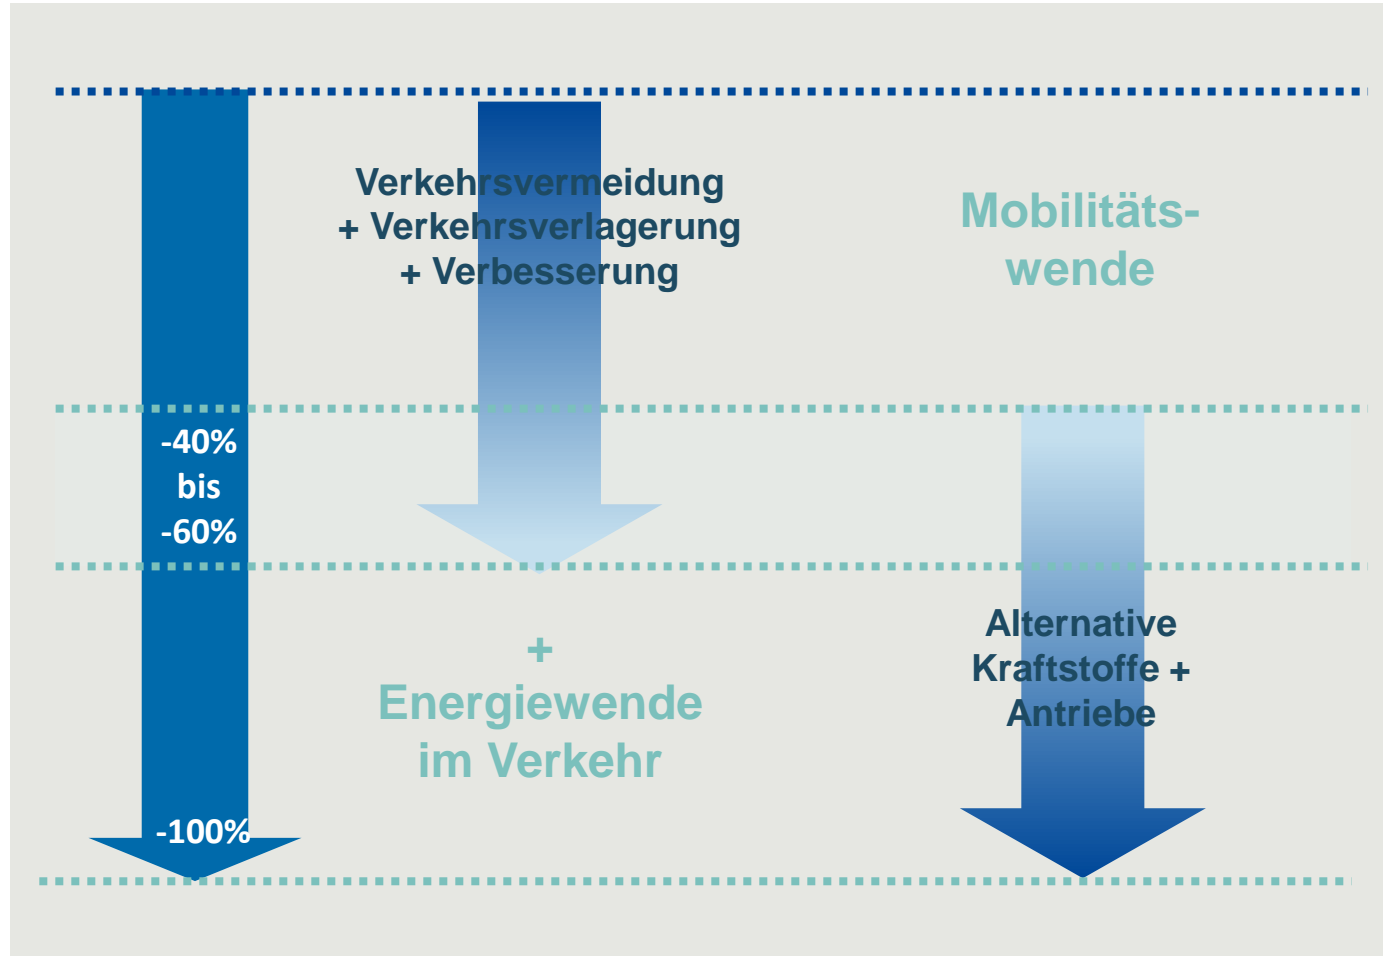 Verkehrsvermeidung
+ Verkehrsverlagerung
+ Verbesserung
Mobilitäts-
wende
-40%
bis
-60%
+
Energiewende
im Verkehr
Alternative
Kraftstoffe +
Antriebe
-100%